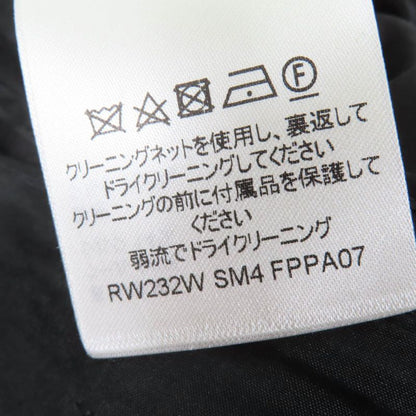 F
クリーニングネットを使用し、裏返して
ドライクリーニングしてください
クリーニングの前に付属品を保護して
ください
弱流でドライクリーニング
RW232W SM4 FPPA07